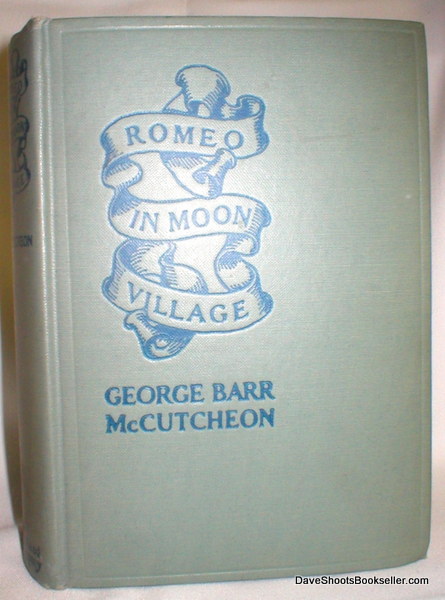 ROMEO
IN MOON
VILLAGE
GEORGE BARR
McCUTCHEON
DaveShootsBookseller.com